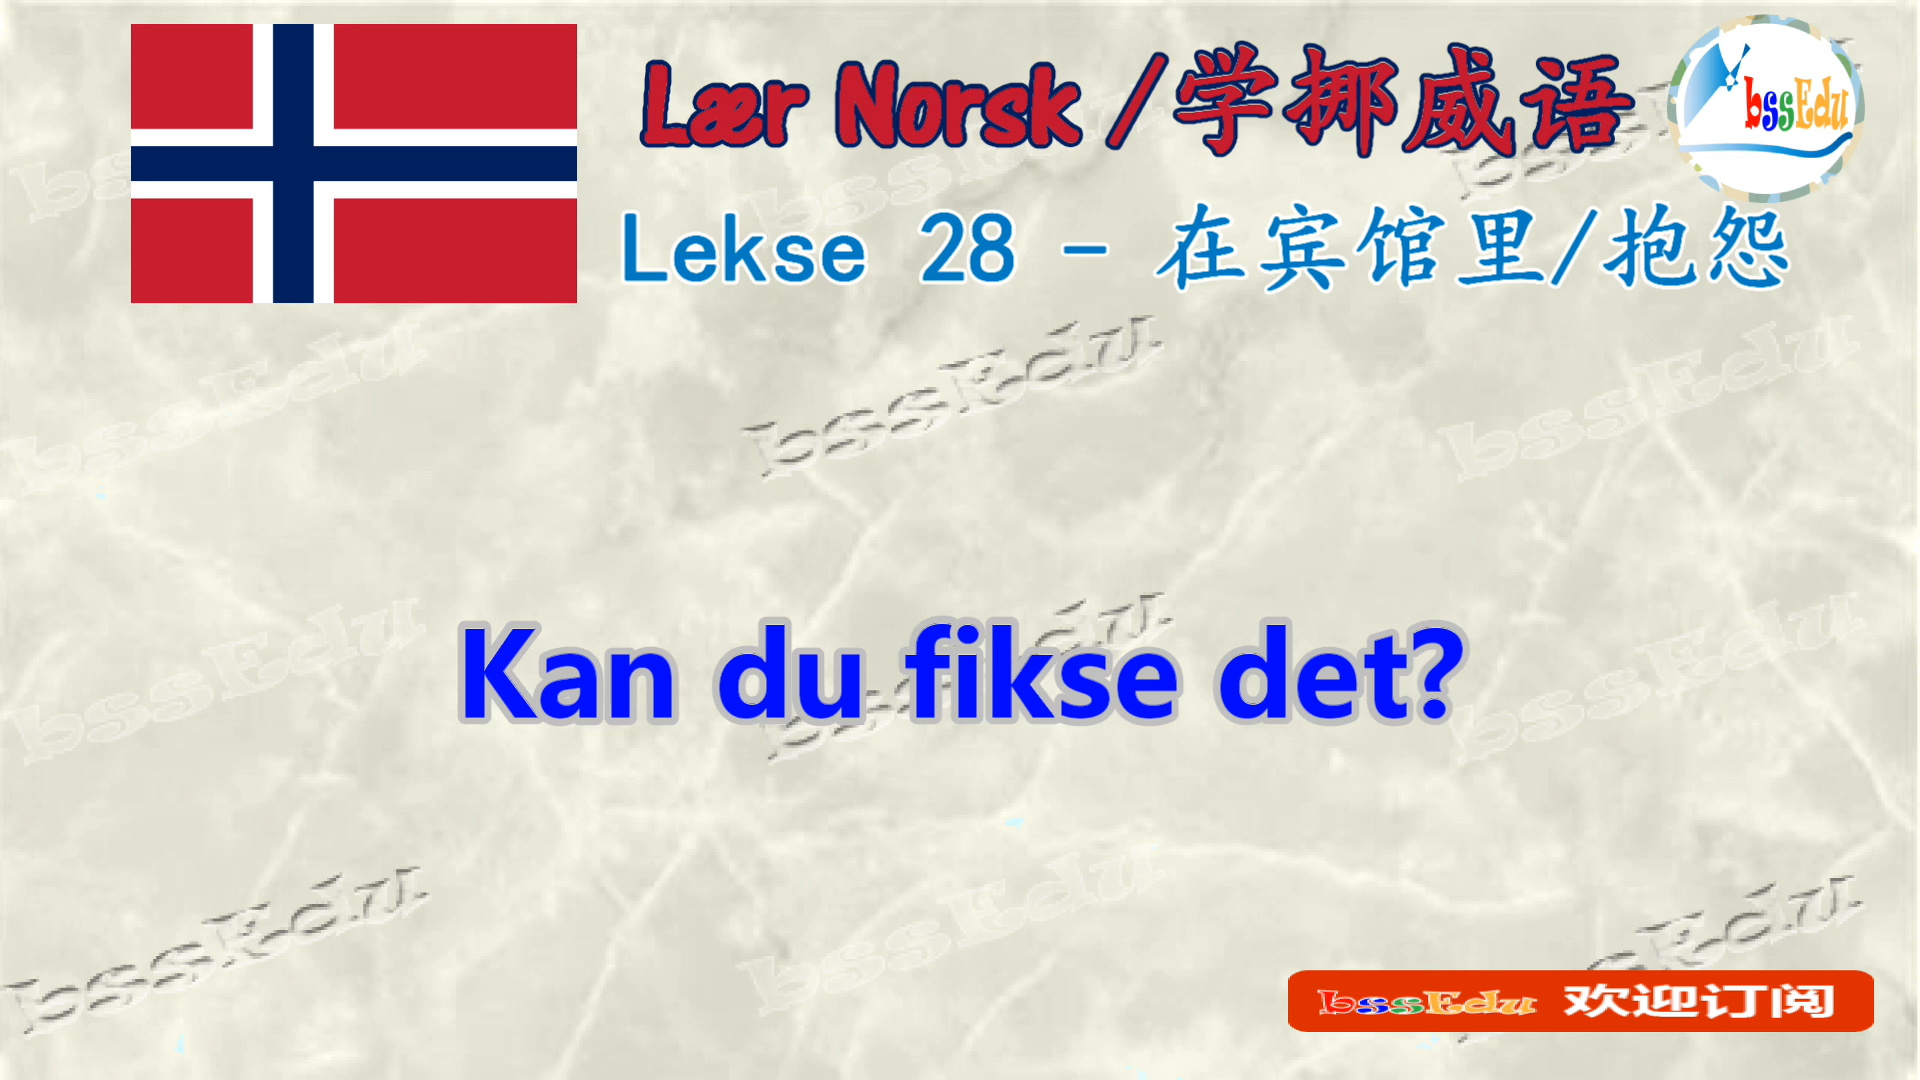 Lær Norsk /学挪威语
bssEdu
Lekse 28 - 在宾馆里/抱怨
Kan du fikse det?
bssEdu 欢迎订阅